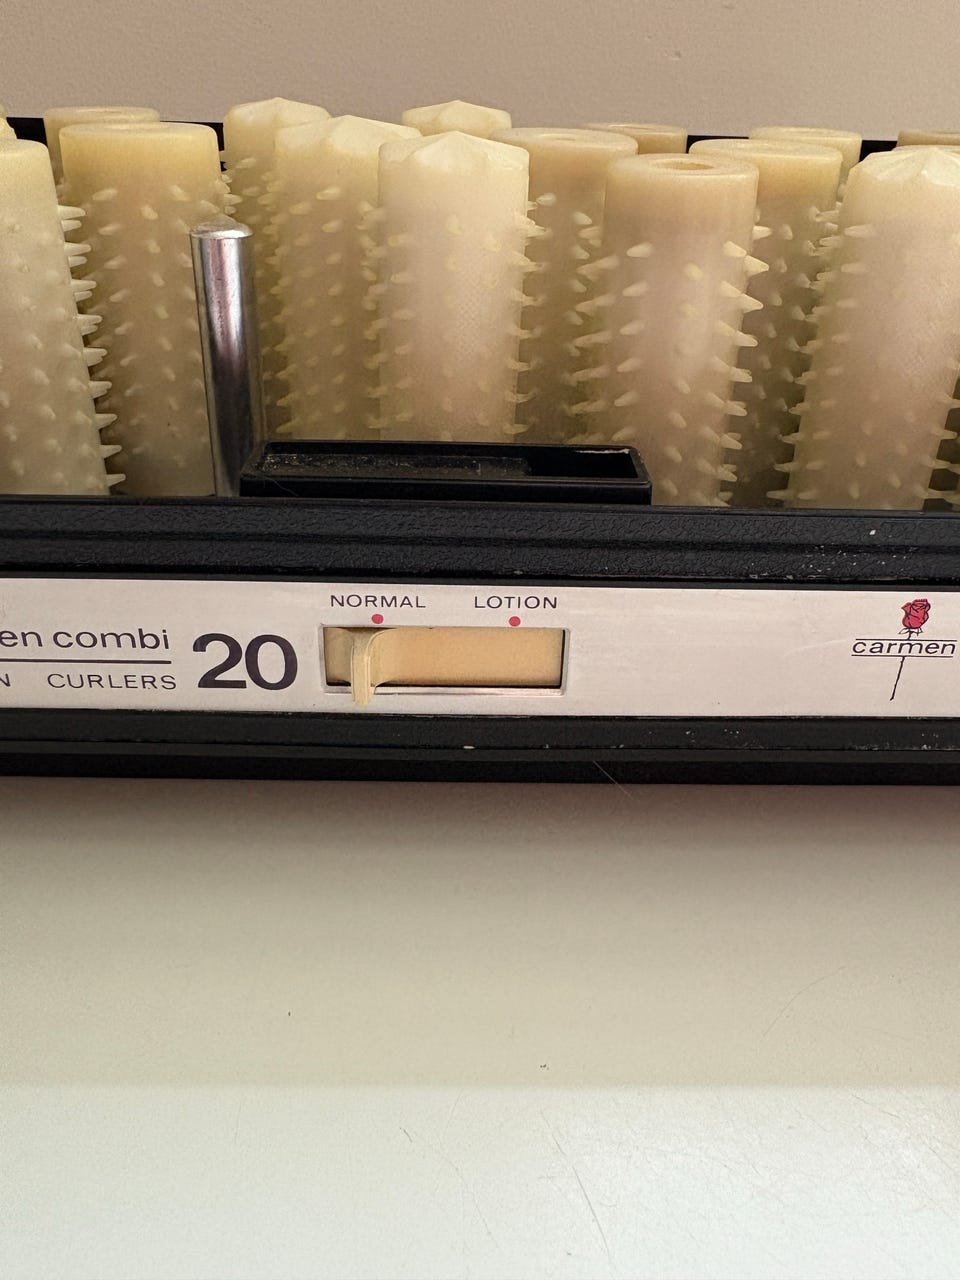 NORMAL LOTION
en combi
N CURLERS
20
carmen